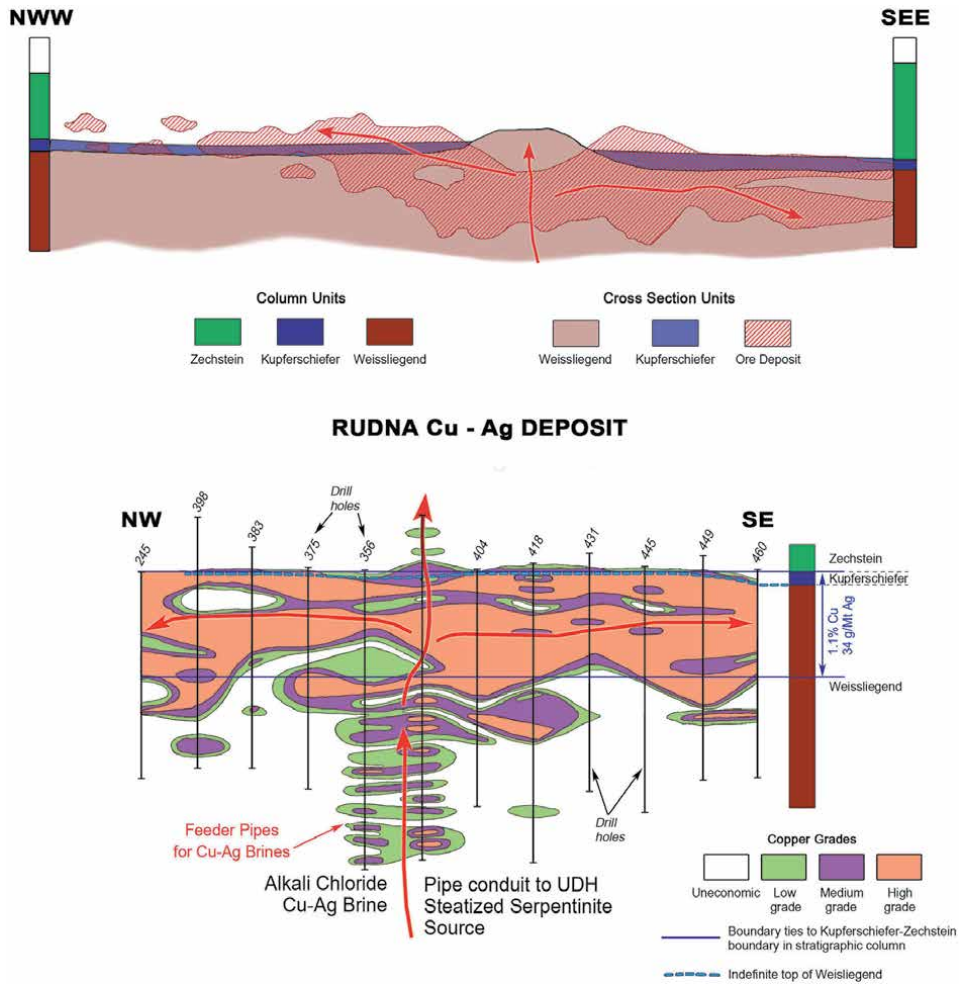 NWW
SEE
Column Units
Cross Section Units
Zechstein
Kupferschiefer
Weissliegend
Weissliegend
Kupferschiefer
Ore Deposit
RUDNA Cu - Ag DEPOSIT
NW
SE
Drill
holes
245
398
383
375
356
404
418
431
445
449
460
Zechstein
Kupferschiefer
1.1% Cu
34 g/Mt Ag
Weissliegend
Drill
holes
Feeder Pipes
for Cu-Ag Brines
Alkali Chloride
Cu-Ag Brine
Pipe conduit to UDH
Steatized Serpentinite
Source
Copper Grades
Uneconomic
Low
grade
Medium
grade
High
grade
Boundary ties to Kupferschiefer-Zechstein
boundary in stratigraphic column
Indefinite top of Weisliegend